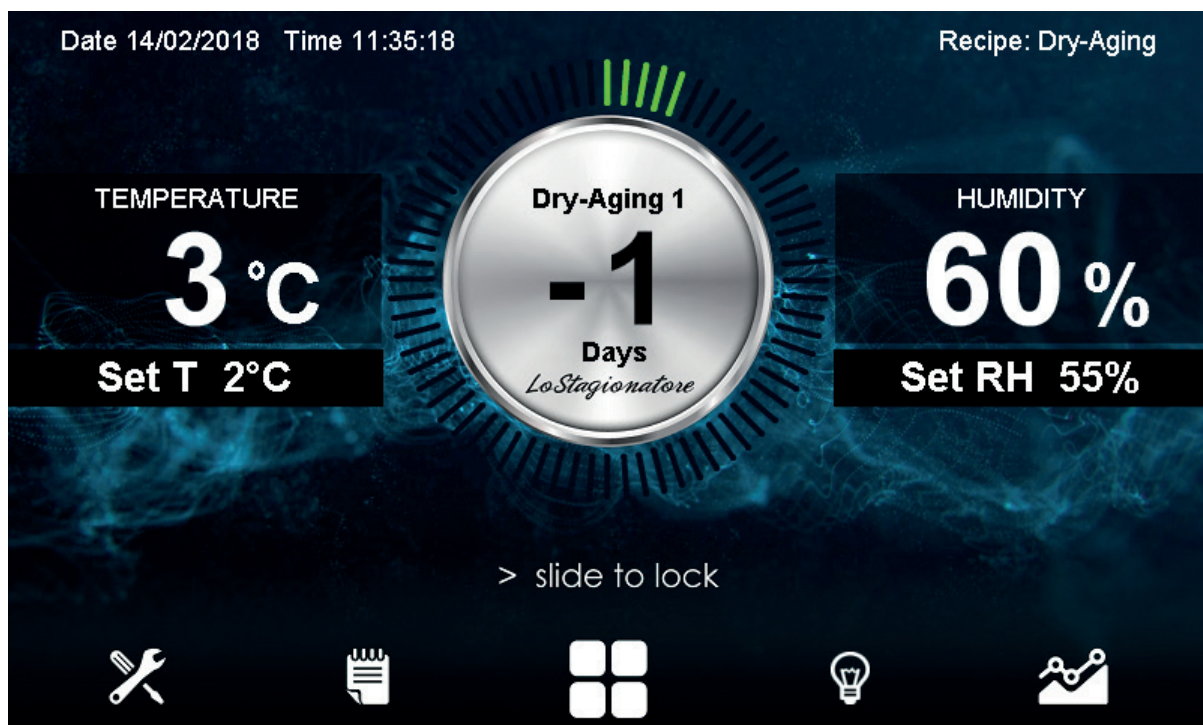 Date 14/02/2018 Time 11:35:18
Recipe: Dry-Aging
TEMPERATURE
3 °C
Set T 2°C
Dry-Aging 1
-1
Days
LoStagionatore
HUMIDITY
60 %
Set RH 55%
> slide to lock